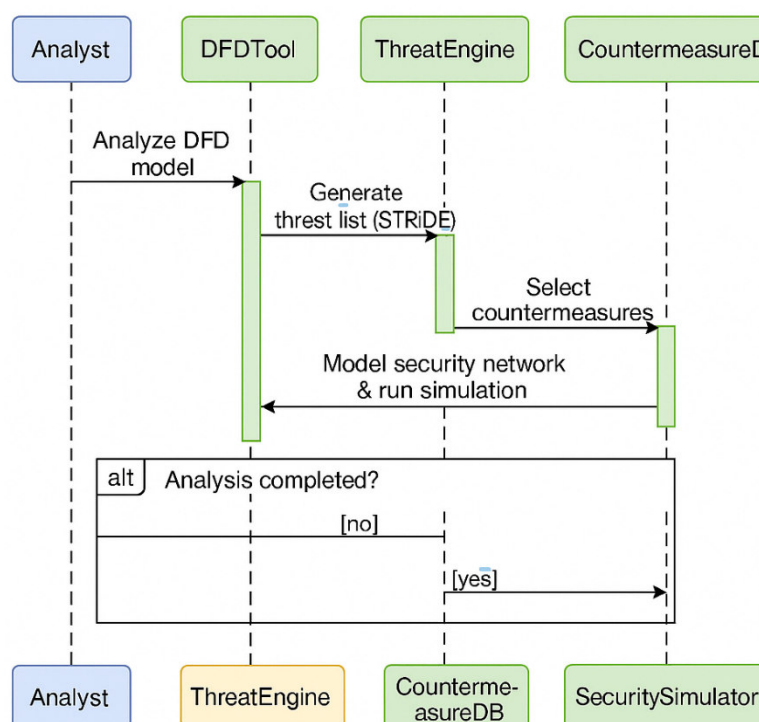 Analyst
DFDTool
ThreatEngine
CountermeasureD
Analyze DFD
model
Generate
threst list (STRiDE)
Select
countermeasures
Model security network
& run simulation
alt
Analysis completed?
[no]
[yes]
Analyst
ThreatEngine
Counterme-
asureDB
SecuritySimulator